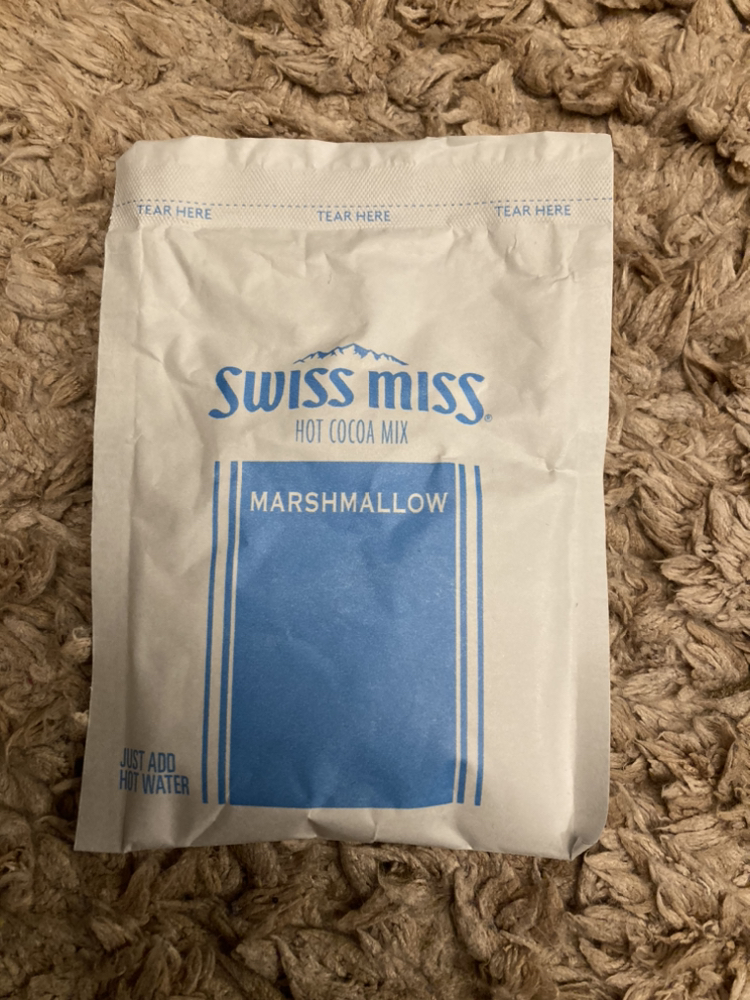 TEAR HERE TEAR HERE TEAR HERE
SWISS MISS®
HOT COCOA MIX
MARSHMALLOW
JUST ADD
HOT WATER